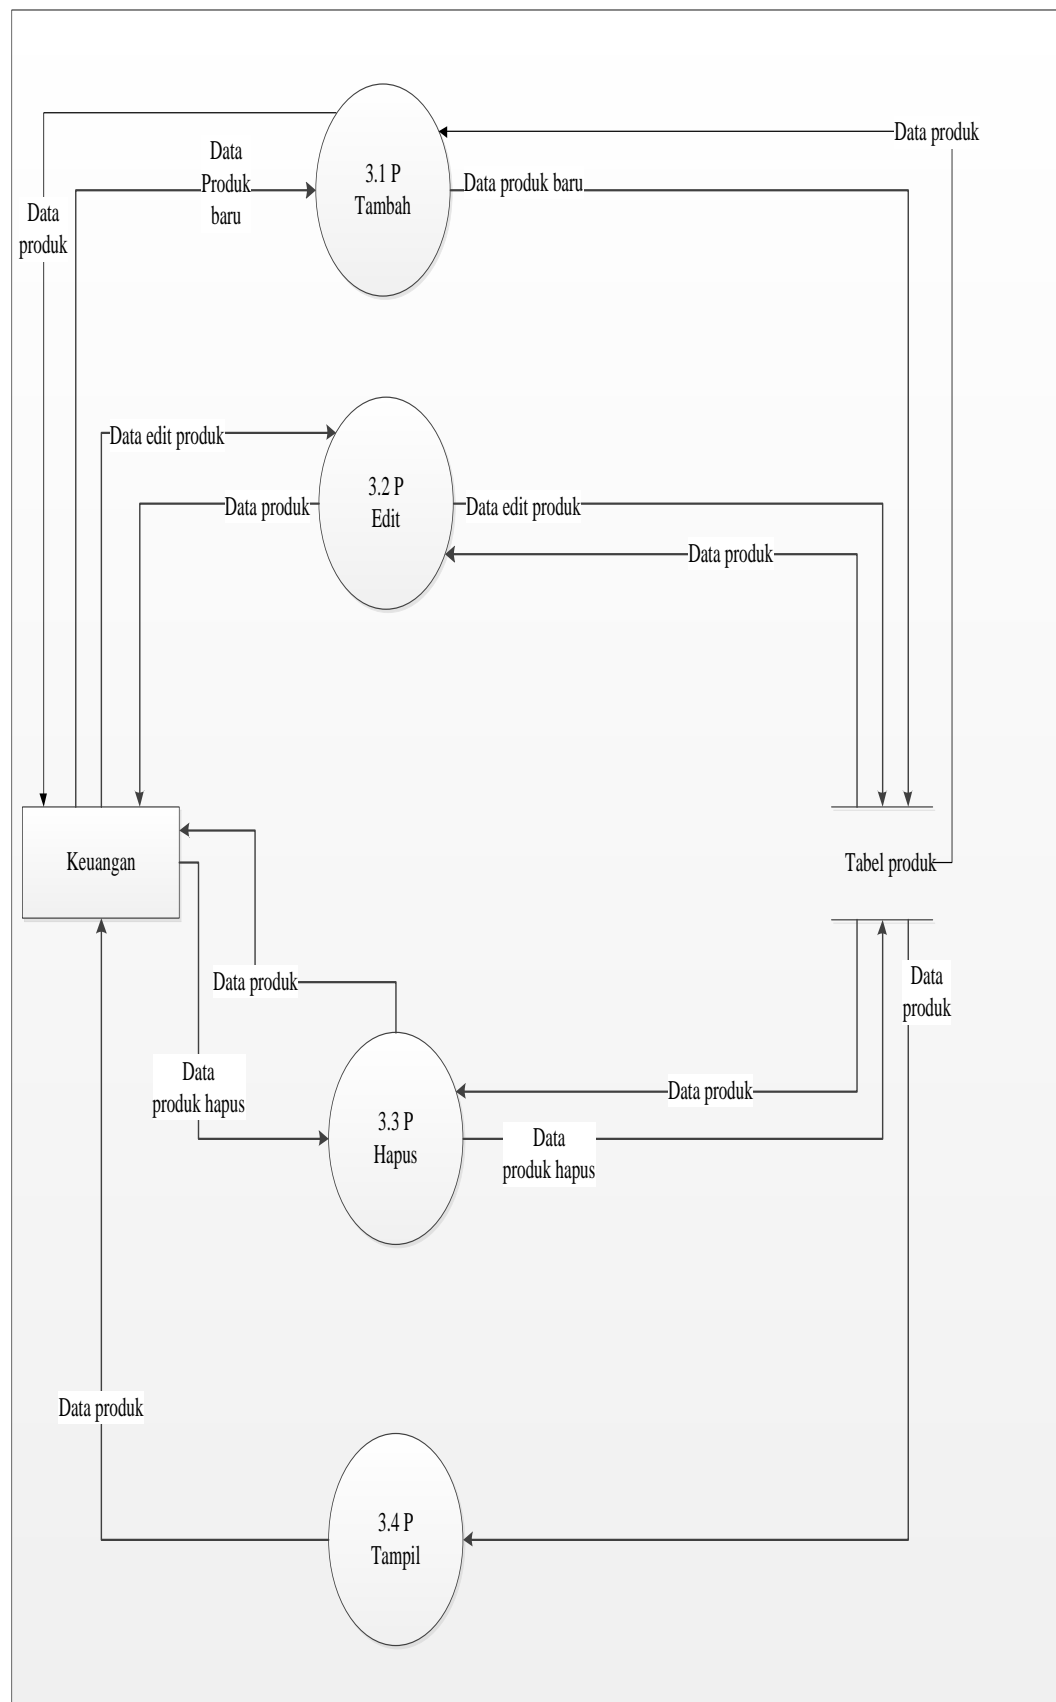 Data produk
Data
Produk
baru
3.1 P
Tambah
Data produk baru
Data
produk
Data edit produk
3.2 P
Edit
Data produk
Data edit produk
Data produk
Keuangan
Tabel produk
Data produk
Data
produk
Data
produk hapus
Data produk
3.3 P
Hapus
Data
produk hapus
Data produk
3.4 P
Tampil